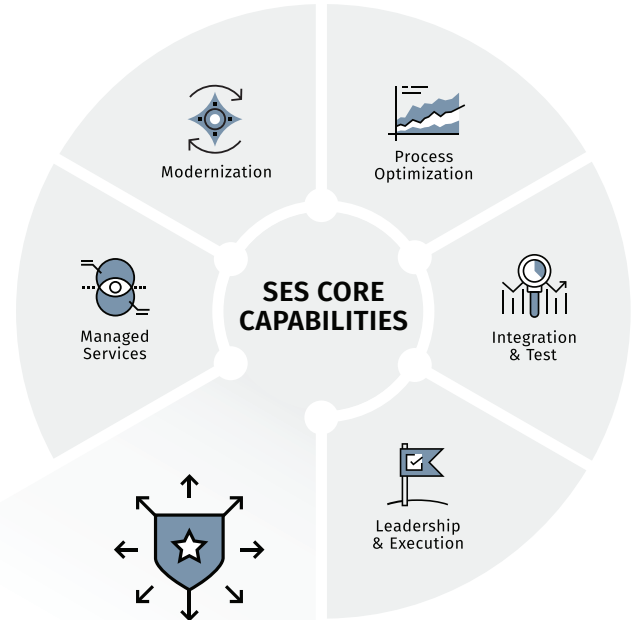 Modernization
Process
Optimization
Managed
Services
SES CORE
CAPABILITIES
Integration
& Test
Leadership
& Execution